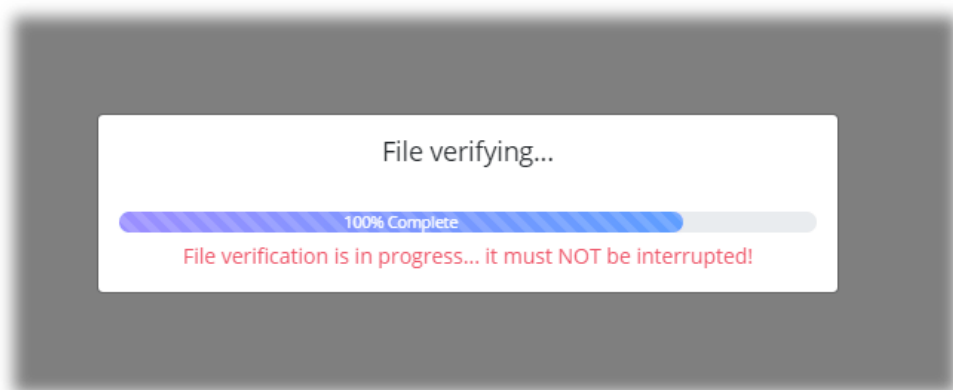 File verifying...
100% Complete
File verification is in progress... it must NOT be interrupted!